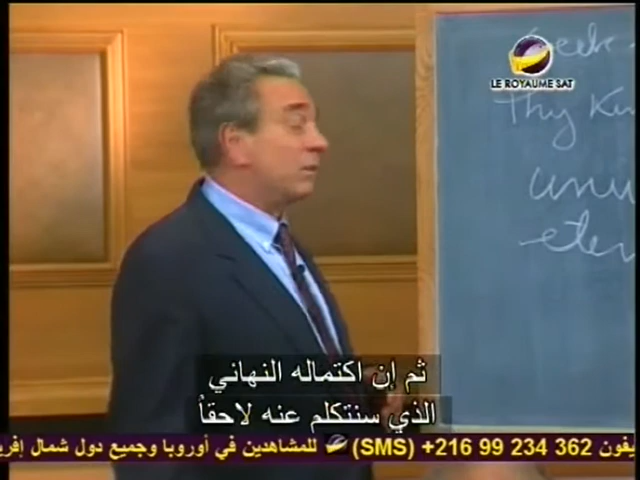 Seek
LE ROYAUME SAT
Thy
ثم إن اكتماله النهائي
الذي سنتكلم عنه لاحقاً
(SMS) +216 99 234 362 للمشاهدين في أوروبا وجميع دول شمال